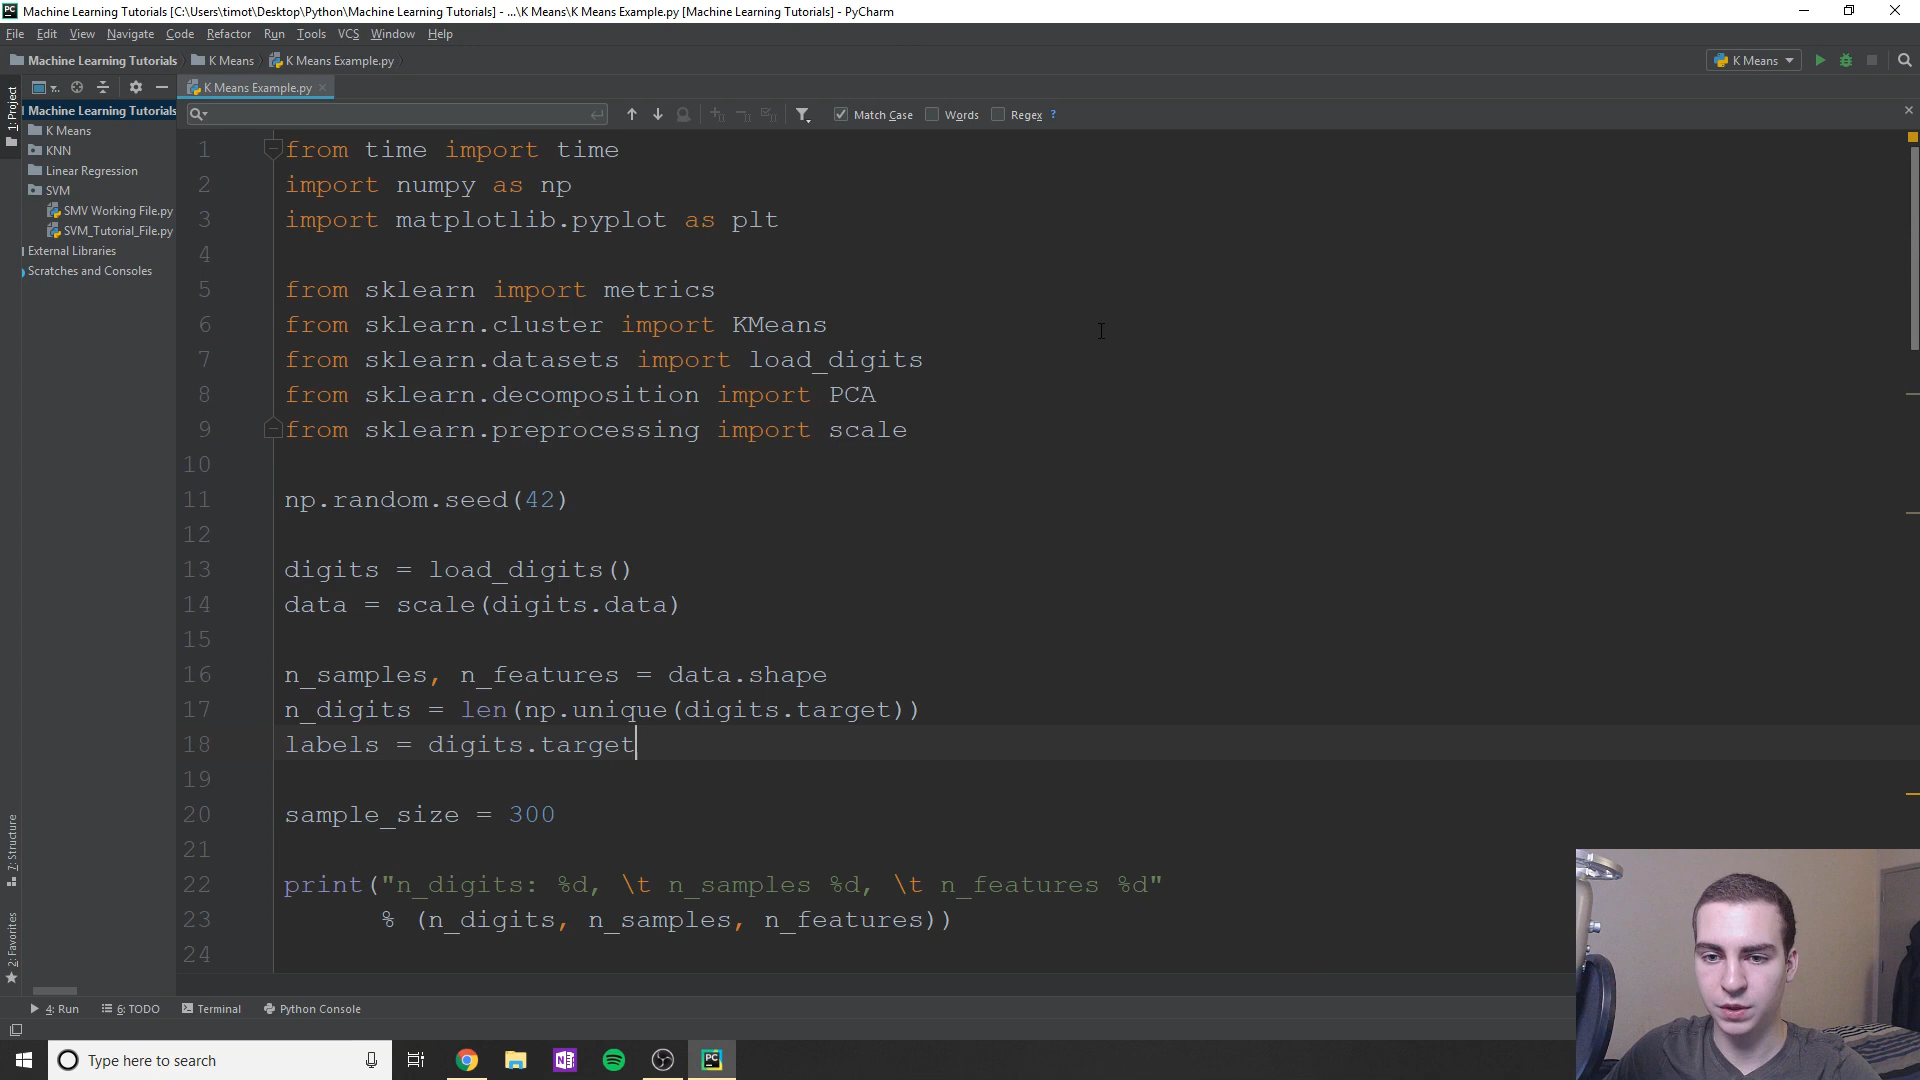 Machine Learning Tutorials [C:\Users\timot\Desktop\Python\Machine Learning Tutorials] - ...\K Means\K Means Example.py [Machine Learning Tutorials] - PyCharm
File Edit View Navigate Code Refactor Run Tools VCS Window Help
Machine Learning Tutorials K Means K Means Example.py K Means
1: Project
K Means Example.py
Match Case Words Regex ?
Machine Learning Tutorials
K Means
KNN
Linear Regression
SVM
SMV Working File.py
SVM_Tutorial_File.py
External Libraries
Scratches and Consoles
1 from time import time
2 import numpy as np
3 import matplotlib.pyplot as plt
4
5 from sklearn import metrics
6 from sklearn.cluster import KMeans
7 from sklearn.datasets import load_digits
8 from sklearn.decomposition import PCA
9 from sklearn.preprocessing import scale
10
11 np.random.seed(42)
12
13 digits = load_digits()
14 data = scale(digits.data)
15
16 n_samples, n_features = data.shape
17 n_digits = len(np.unique(digits.target))
18 labels = digits.target
19
20 sample_size = 300
21
22 print("n_digits: %d, \t n_samples %d, \t n_features %d"
23 % (n_digits, n_samples, n_features))
24
7: Structure
2: Favorites
4: Run 6: TODO Terminal Python Console
Type here to search